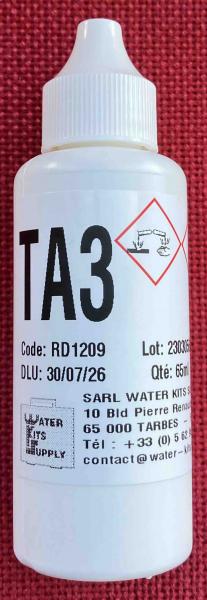 TA3
Code: RD1209
Lot: 230305
DLU: 30/07/26
Qté: 65ml
WATER
KITS
SUPPLY
SARL WATER KITS
10 Bld Pierre
65 000 TARBES -
Tél : +33 (0) 5 62
contact@water-k